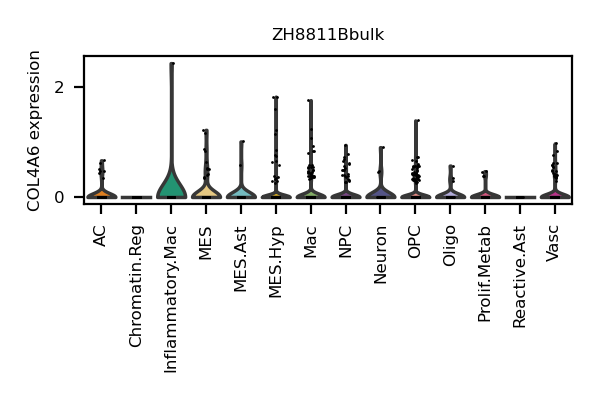 ZH8811Bbulk
COL4A6 expression
2
0
AC
Chromatin.Reg
Inflammatory.Mac
MES
MES.Ast
MES.Hyp
Mac
NPC
Neuron
OPC
Oligo
Prolif.Metab
Reactive.Ast
Vasc